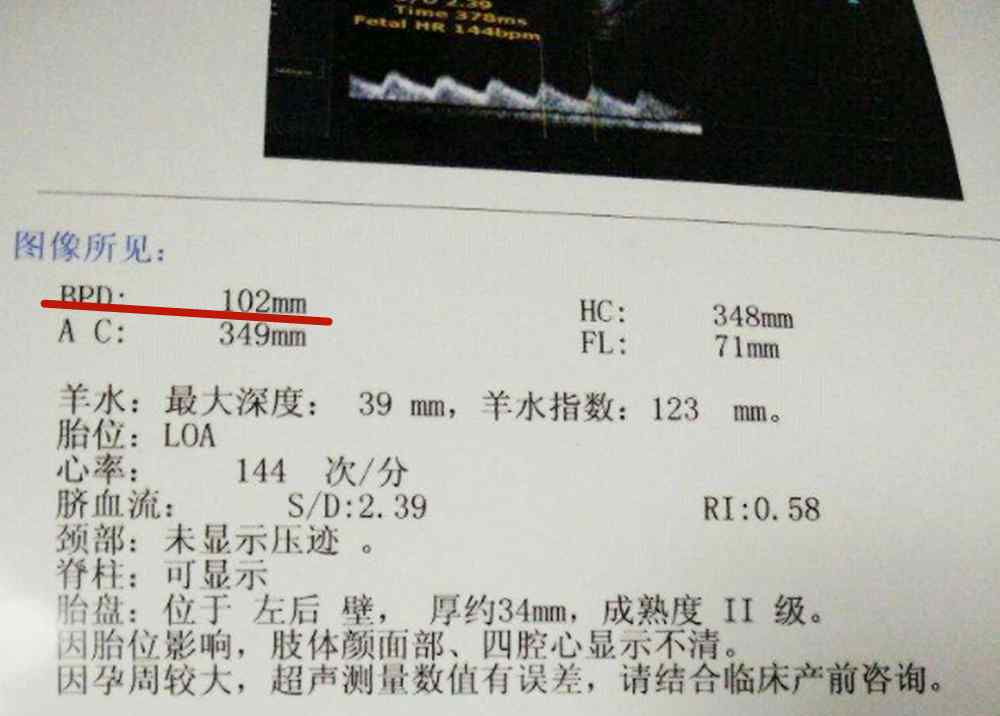 S/D 2.39
Time 378ms
Fetal HR 144bpm
图像所见：
BPD: 102mm HC: 348mm
A C: 349mm FL: 71mm
羊水：最大深度： 39 mm，羊水指数：123 mm。
胎位：LOA
心率： 144 次/分
脐血流： S/D:2.39 RI:0.58
颈部：未显示压迹 。
脊柱：可显示
胎盘：位于 左后 壁， 厚约34mm，成熟度 II 级。
因胎位影响，肢体颜面部、四腔心显示不清。
因孕周较大，超声测量数值有误差，请结合临床产前咨询。